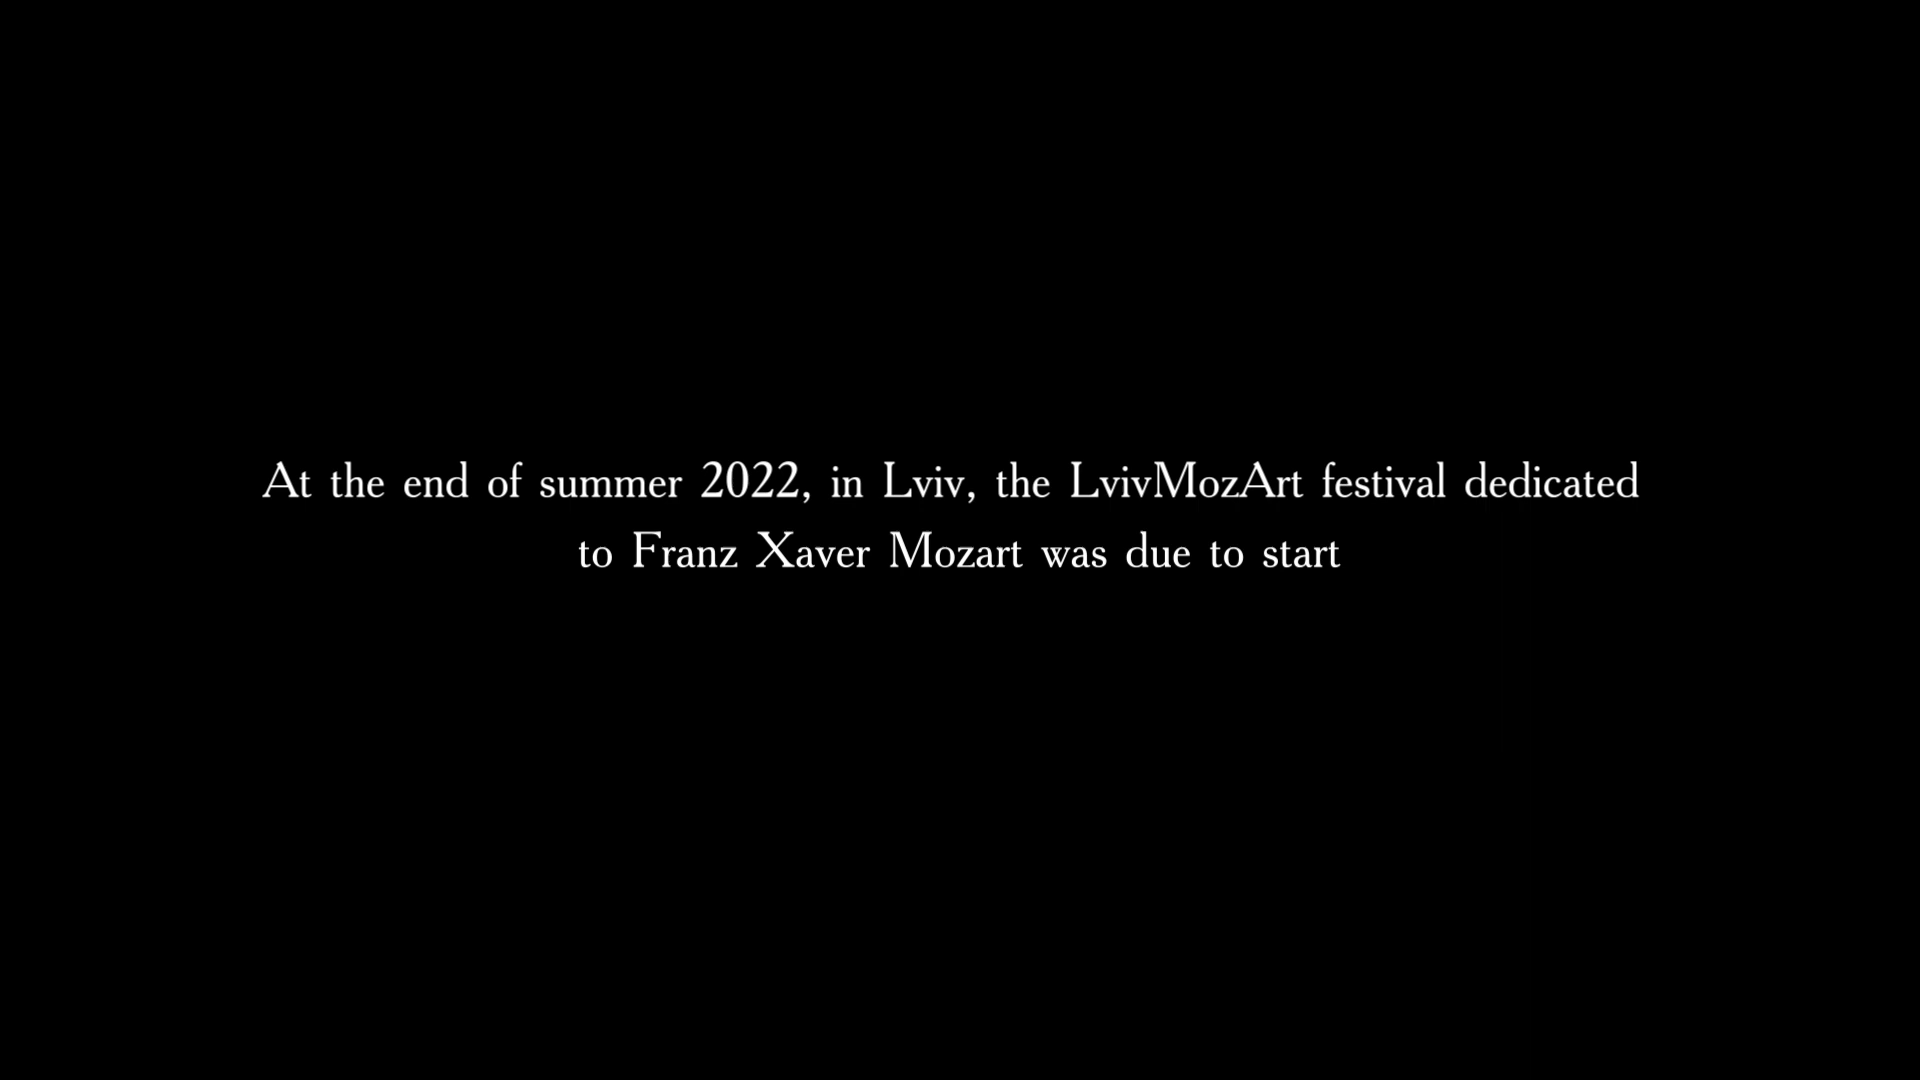 At the end of summer 2022, in Lviv, the LvivMozArt festival dedicated
to Franz Xaver Mozart was due to start